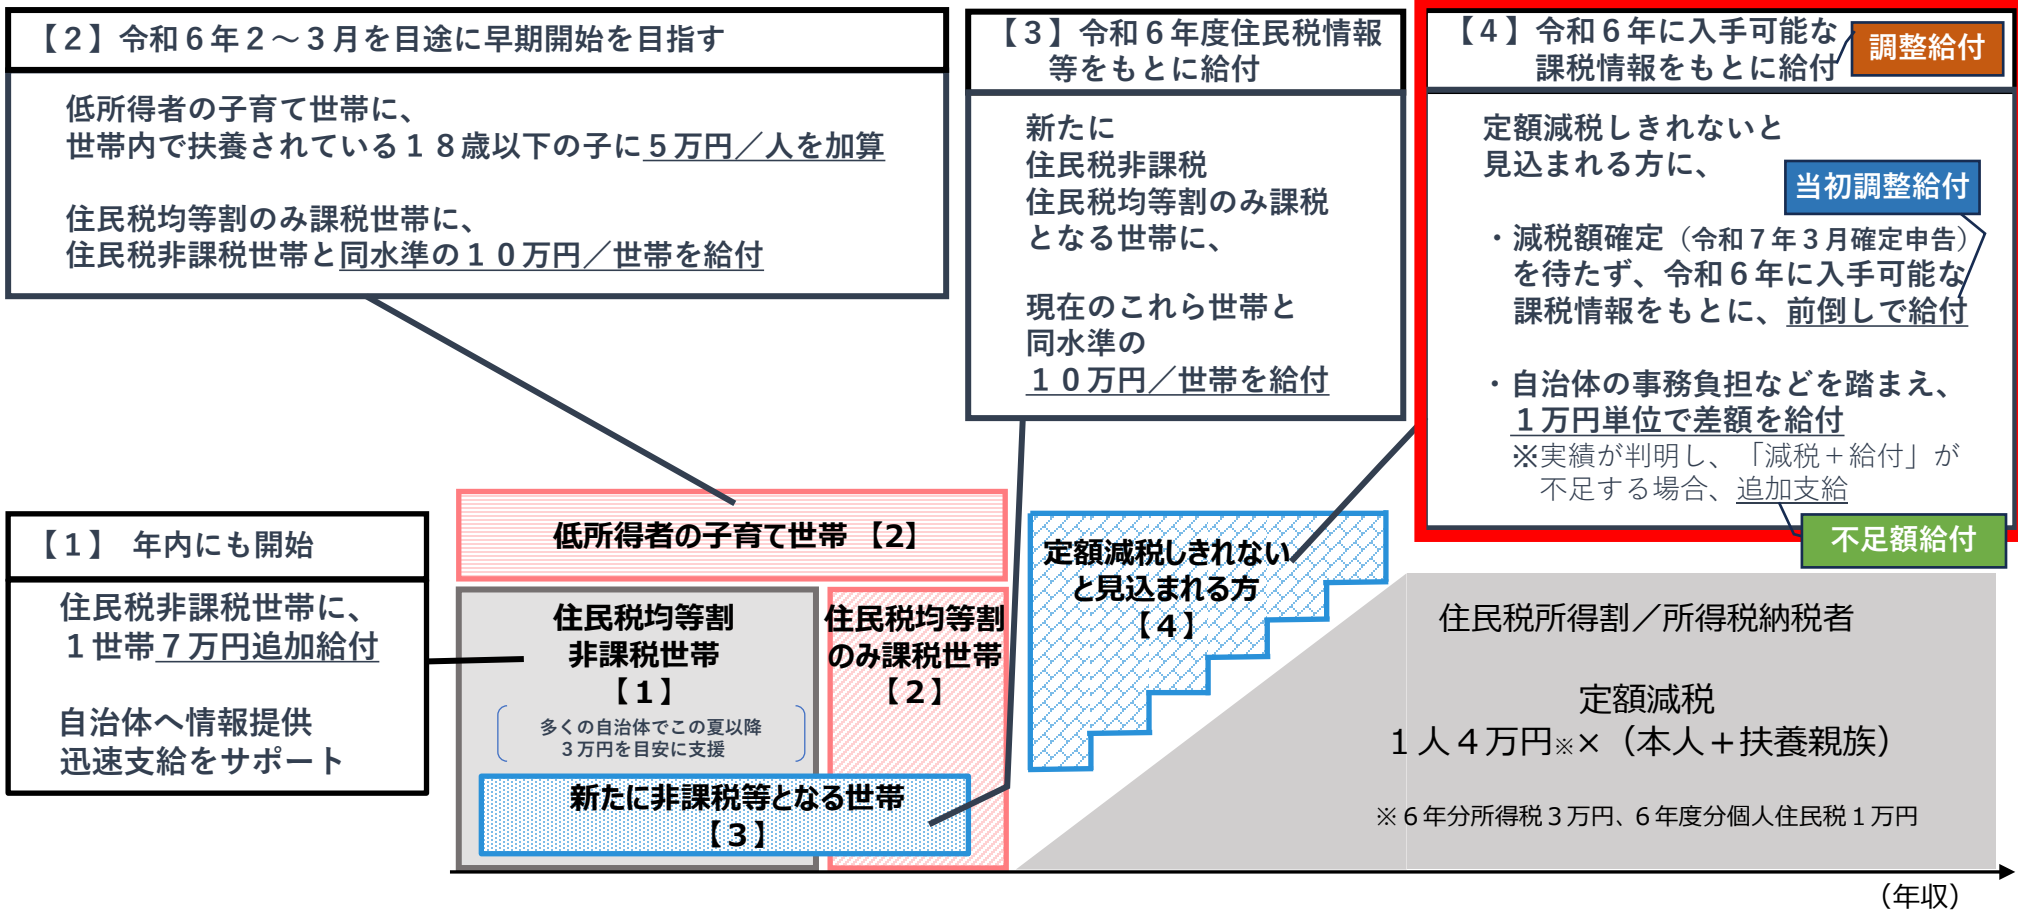 【２】令和６年２～３月を目途に早期開始を目指す
低所得者の子育て世帯に、
世帯内で扶養されている１８歳以下の子に５万円／人を加算
住民税均等割のみ課税世帯に、
住民税非課税世帯と同水準の１０万円／世帯を給付
【３】令和６年度住民税情報
等をもとに給付
新たに
住民税非課税
住民税均等割のみ課税
となる世帯に、
現在のこれら世帯と
同水準の
１０万円／世帯を給付
【４】令和６年に入手可能な
課税情報をもとに給付
調整給付
定額減税しきれないと
見込まれる方に、
当初調整給付
・減税額確定（令和７年３月確定申告）
を待たず、令和６年に入手可能な
課税情報をもとに、前倒しで給付
・自治体の事務負担などを踏まえ、
１万円単位で差額を給付
※実績が判明し、「減税＋給付」が
不足する場合、追加支給
不足額給付
【１】 年内にも開始
住民税非課税世帯に、
１世帯７万円追加給付
自治体へ情報提供
迅速支給をサポート
低所得者の子育て世帯【2】
住民税均等割
非課税世帯
【１】
多くの自治体でこの夏以降
３万円を目安に支援
住民税均等割
のみ課税世帯
【２】
新たに非課税等となる世帯
【３】
定額減税しきれない
と見込まれる方
【４】
住民税所得割／所得税納税者
定額減税
１人４万円※×（本人＋扶養親族）
※６年分所得税３万円、６年度分個人住民税１万円
（年収）